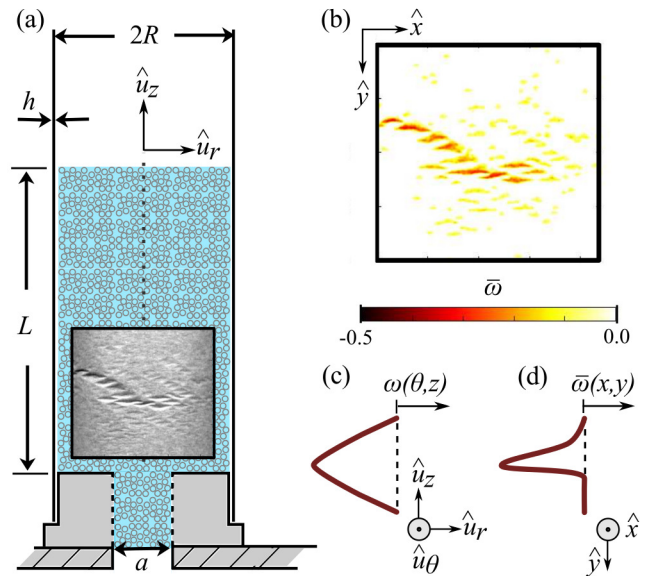 (a)
2R
h
û_z
û_r
L
a
(b)
x̂
ŷ
ω̄
-0.5 0.0
(c)
ω(θ,z)
û_z
û_r
û_θ
(d)
ω̄(x,y)
x̂
ŷ